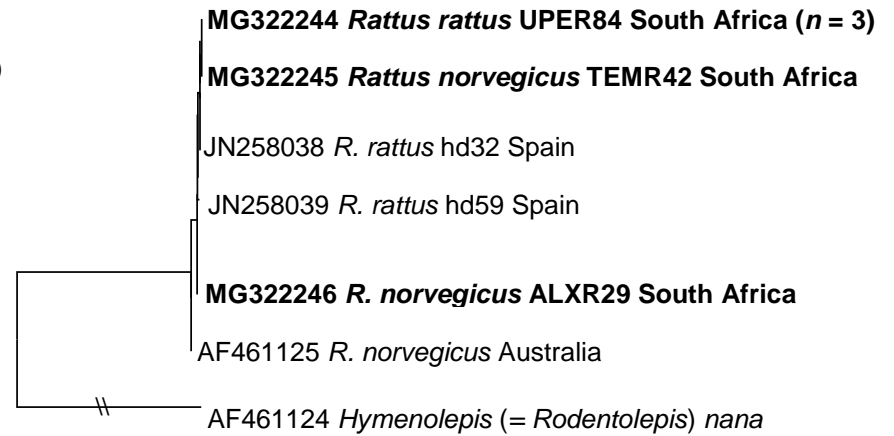 MG322244 Rattus rattus UPER84 South Africa (n = 3)
)
MG322245 Rattus norvegicus TEMR42 South Africa
JN258038 R. rattus hd32 Spain
JN258039 R. rattus hd59 Spain
MG322246 R. norvegicus ALXR29 South Africa
AF461125 R. norvegicus Australia
AF461124 Hymenolepis (= Rodentolepis) nana